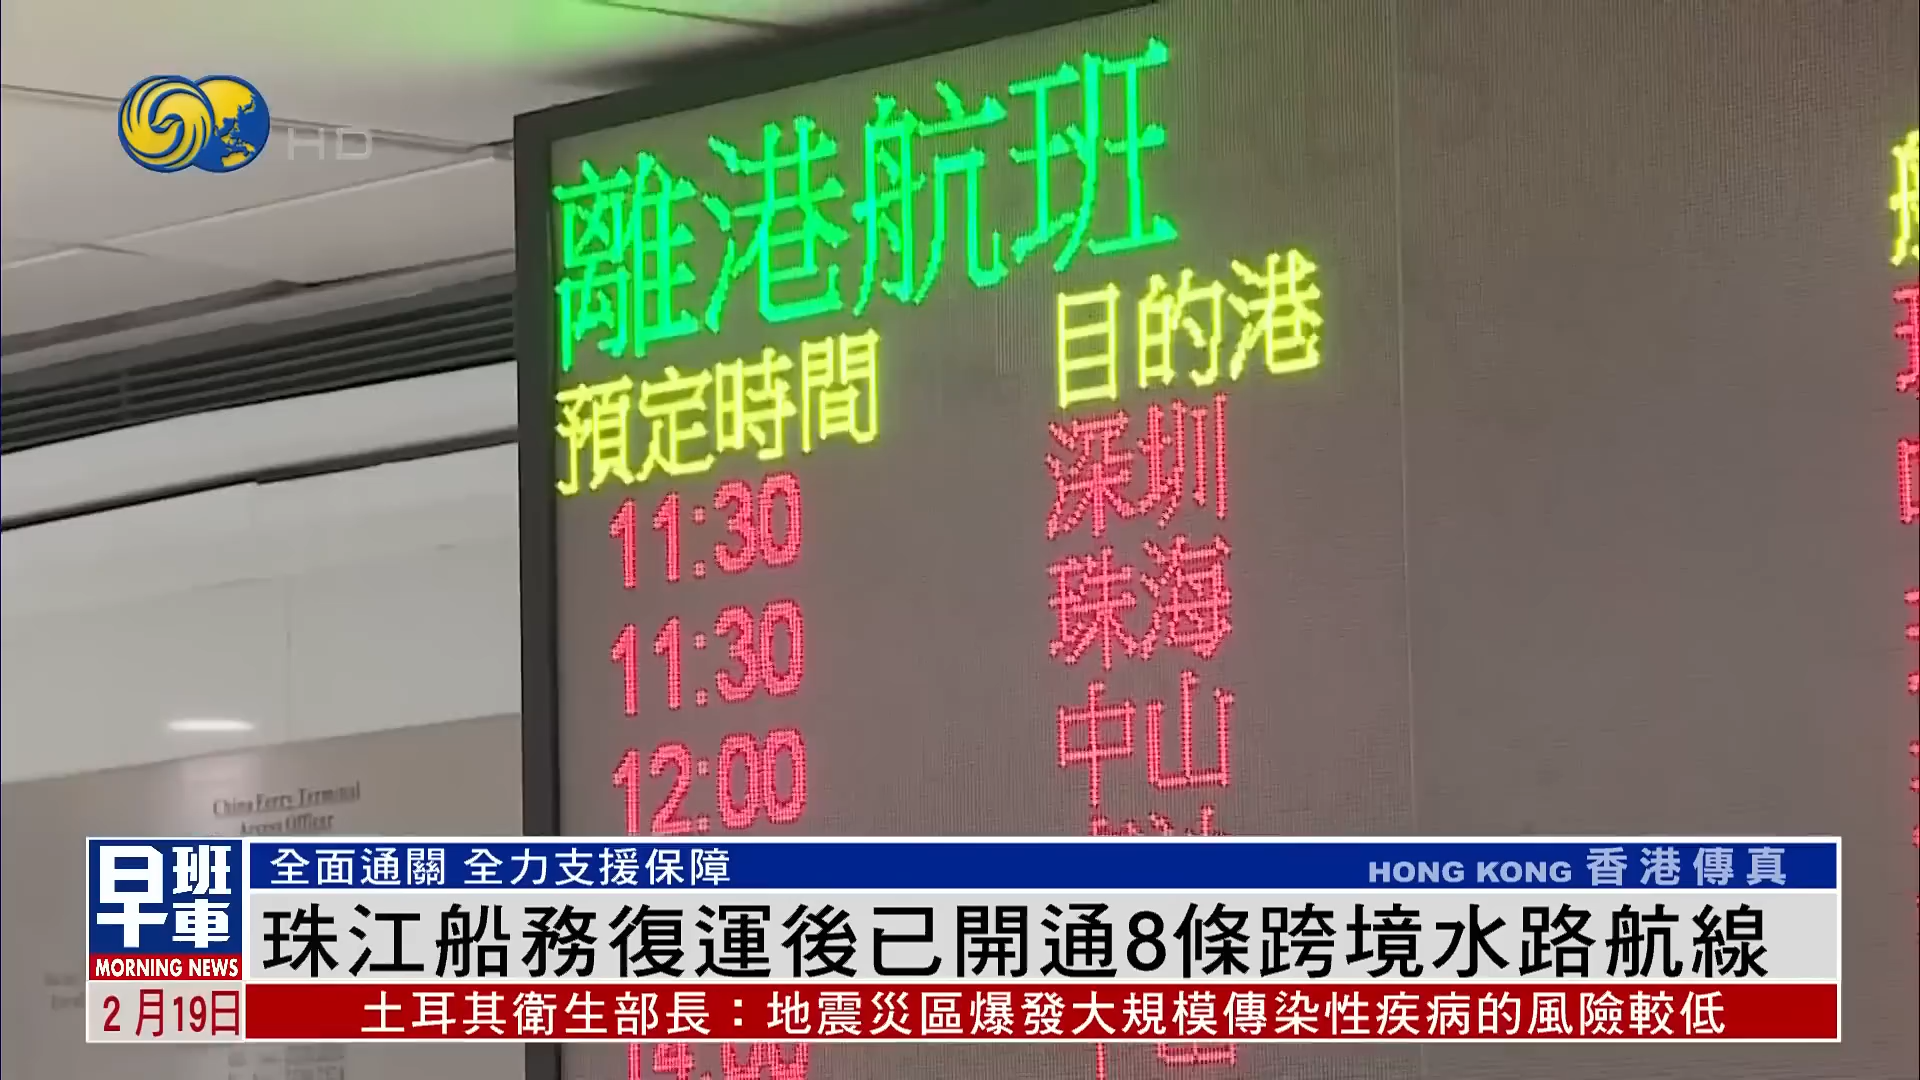 HD
離港航班
預定時間 目的港
11:30 深圳
11:30 珠海
12:00 中山
14:00
China Ferry Terminal
早班車
MORNING NEWS
2月19日
全面通關 全力支援保障
HONG KONG 香港傳真
珠江船務復運後已開通8條跨境水路航線
土耳其衛生部長：地震災區爆發大規模傳染性疾病的風險較低